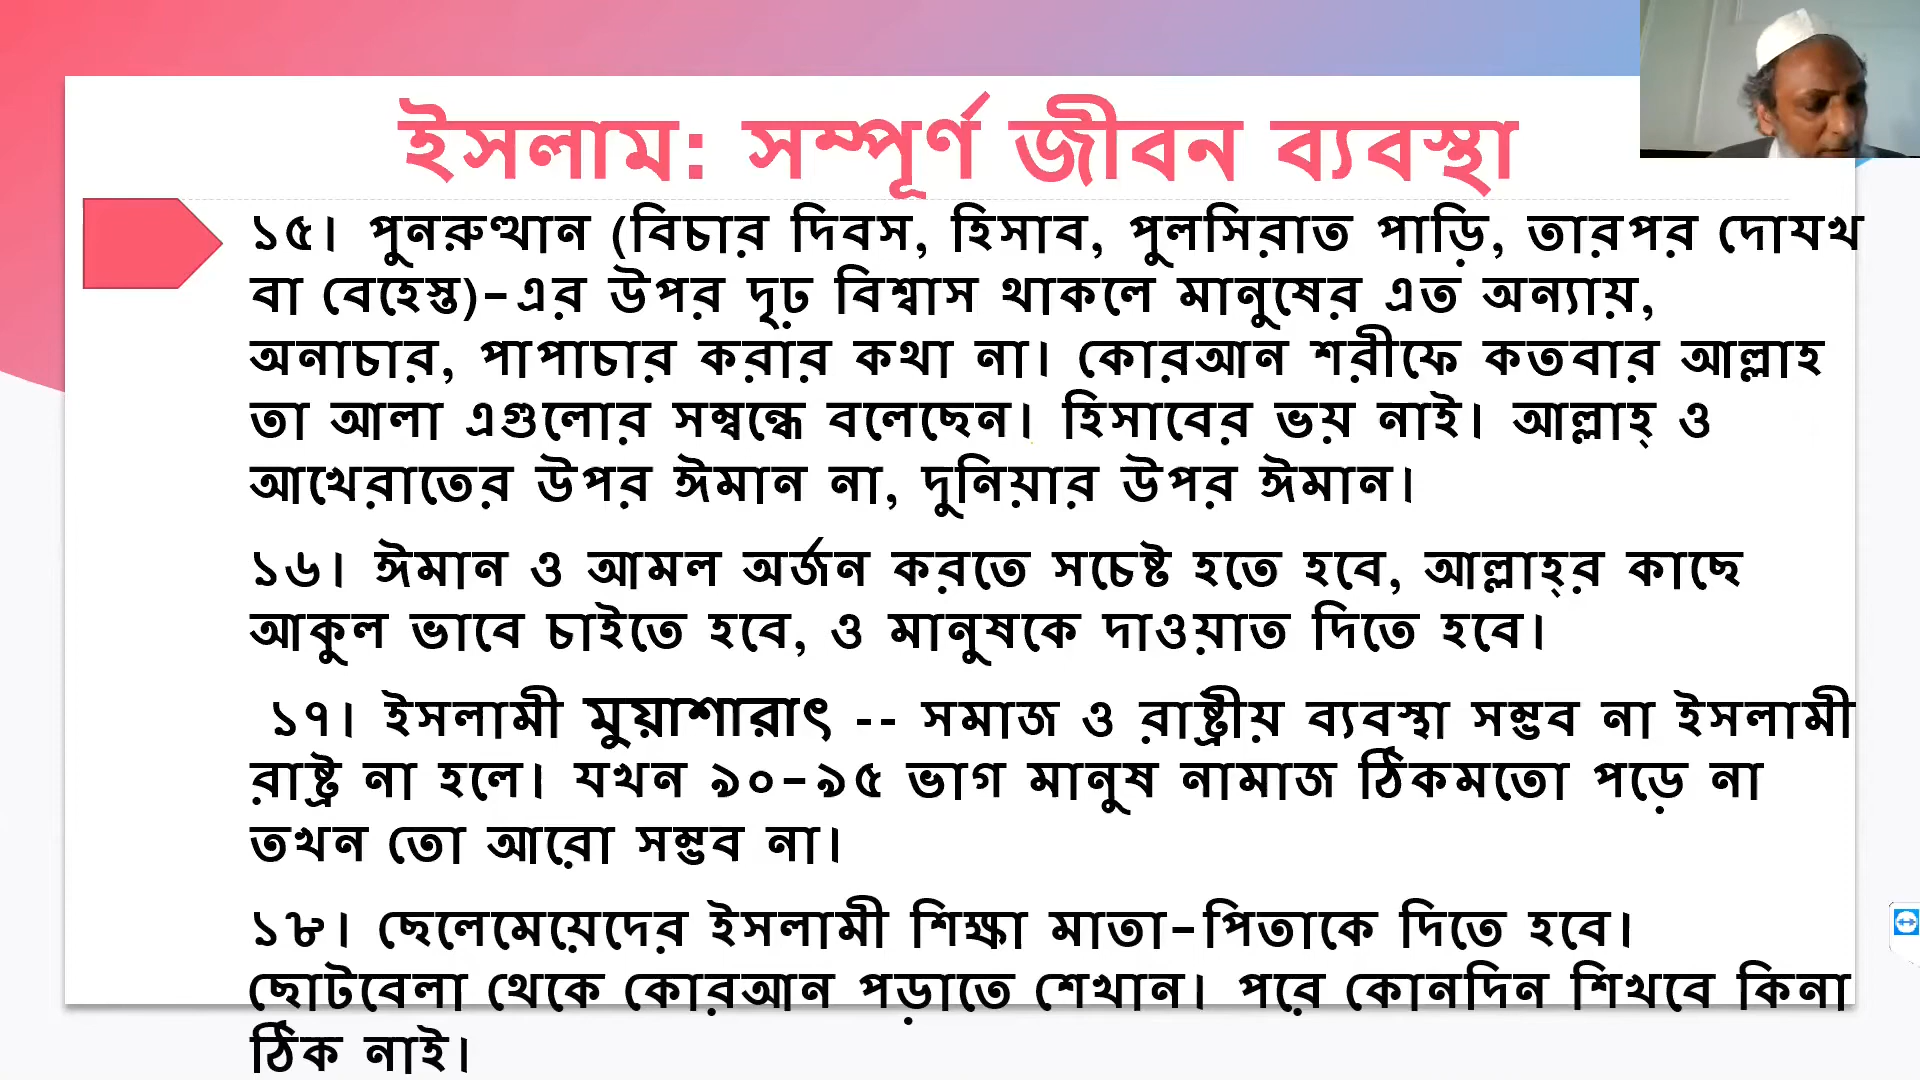 ইসলাম: সম্পূর্ণ জীবন ব্যবস্থা
১৫। পুনরুত্থান (বিচার দিবস, হিসাব, পুলসিরাত পাড়ি, তারপর দোযখ
বা বেহেস্ত)–এর উপর দৃঢ় বিশ্বাস থাকলে মানুষের এত অন্যায়,
অনাচার, পাপাচার করার কথা না। কোরআন শরীফে কতবার আল্লাহ
তা আলা এগুলোর সম্বন্ধে বলেছেন। হিসাবের ভয় নাই। আল্লাহ্ ও
আখেরাতের উপর ঈমান না, দুনিয়ার উপর ঈমান।
১৬। ঈমান ও আমল অর্জন করতে সচেষ্ট হতে হবে, আল্লাহ্‌র কাছে
আকুল ভাবে চাইতে হবে, ও মানুষকে দাওয়াত দিতে হবে।
১৭। ইসলামী মুয়াশারাৎ -- সমাজ ও রাষ্ট্রীয় ব্যবস্থা সম্ভব না ইসলামী
রাষ্ট্র না হলে। যখন ৯০–৯৫ ভাগ মানুষ নামাজ ঠিকমতো পড়ে না
তখন তো আরো সম্ভব না।
১৮। ছেলেমেয়েদের ইসলামী শিক্ষা মাতা–পিতাকে দিতে হবে।
ছোটবেলা থেকে কোরআন পড়াতে শেখান। পরে কোনদিন শিখবে কিনা
ঠিক নাই।